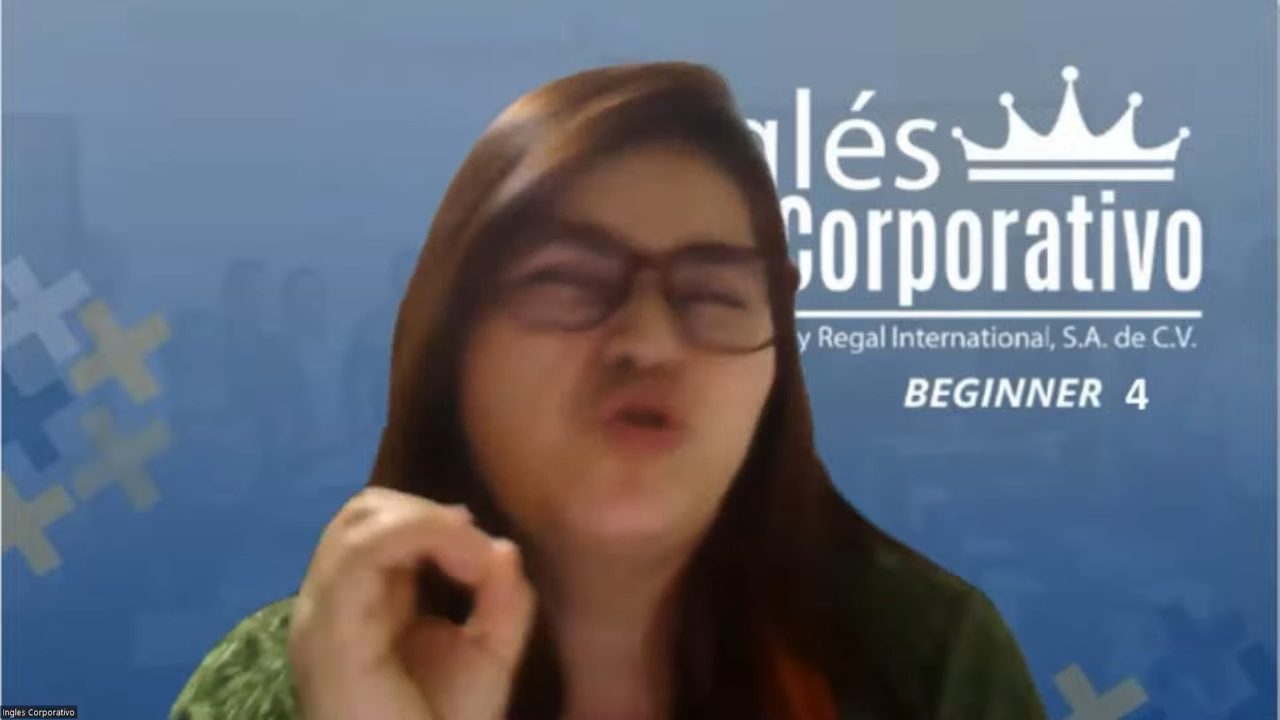 glés
Corporativo
y Regal International, S.A. de C.V.
BEGINNER 4
Ingles Corporativo